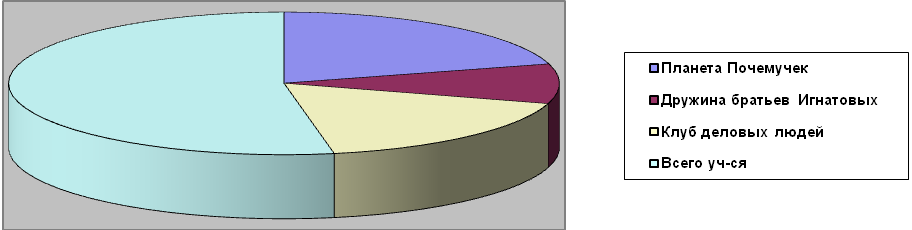 Планета Почемучек
Дружина братьев Игнатовых
Клуб деловых людей
Всего уч-ся